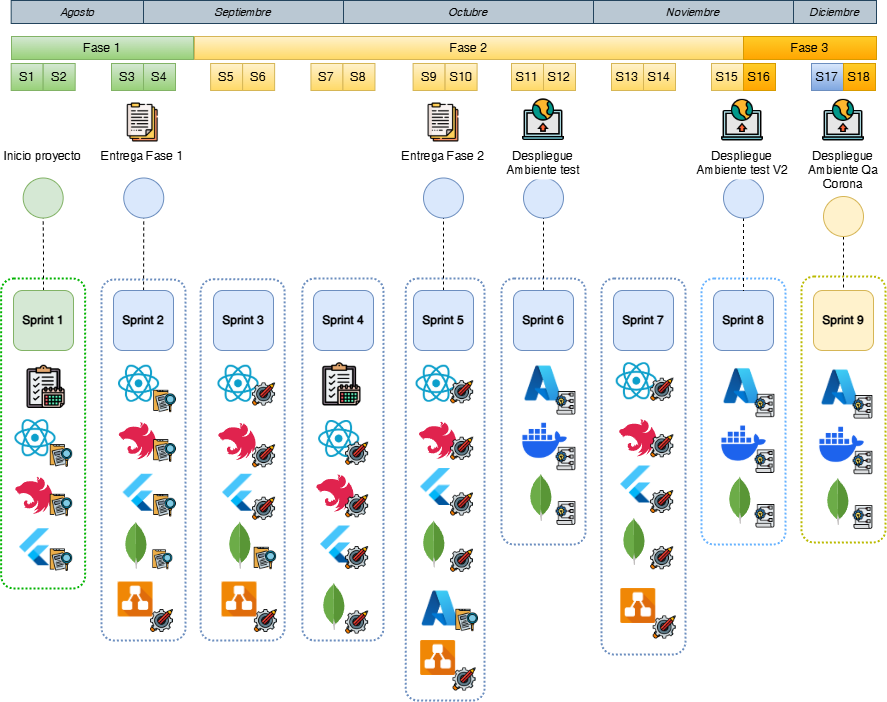 Agosto
Septiembre
Octubre
Noviembre
Diciembre
Fase 1
Fase 2
Fase 3
S1
S2
S3
S4
S5
S6
S7
S8
S9
S10
S11
S12
S13
S14
S15
S16
S17
S18
Inicio proyecto
Entrega Fase 1
Entrega Fase 2
Despliegue
Ambiente test
Despliegue
Ambiente test V2
Despliegue
Ambiente Qa
Corona
Sprint 1
Sprint 2
Sprint 3
Sprint 4
Sprint 5
Sprint 6
Sprint 7
Sprint 8
Sprint 9